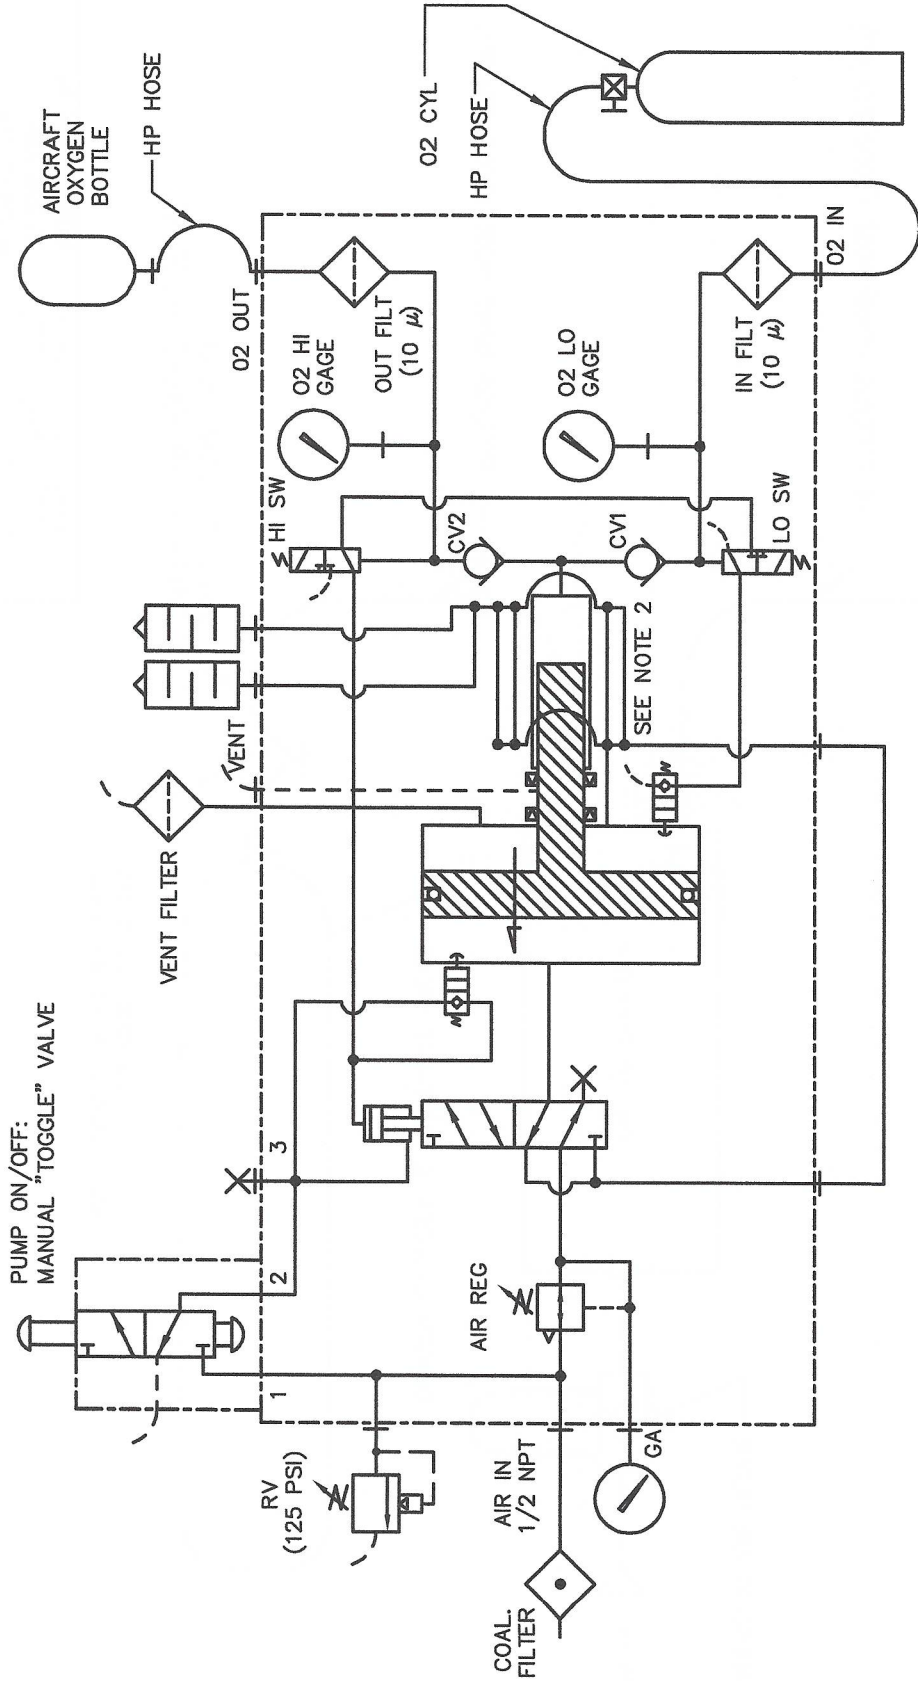 PUMP ON/OFF:
MANUAL "TOGGLE" VALVE
VENT FILTER
VENT
AIRCRAFT
OXYGEN
BOTTLE
HP HOSE
O2 OUT
HI SW
O2 HI
GAGE
OUT FILT
(10 µ)
O2 CYL
HP HOSE
1
2
3
RV
(125 PSI)
AIR REG
CV2
CV1
O2 LO
GAGE
IN FILT
(10 µ)
O2 IN
LO SW
SEE NOTE 2
COAL.
FILTER
AIR IN
1/2 NPT
GA